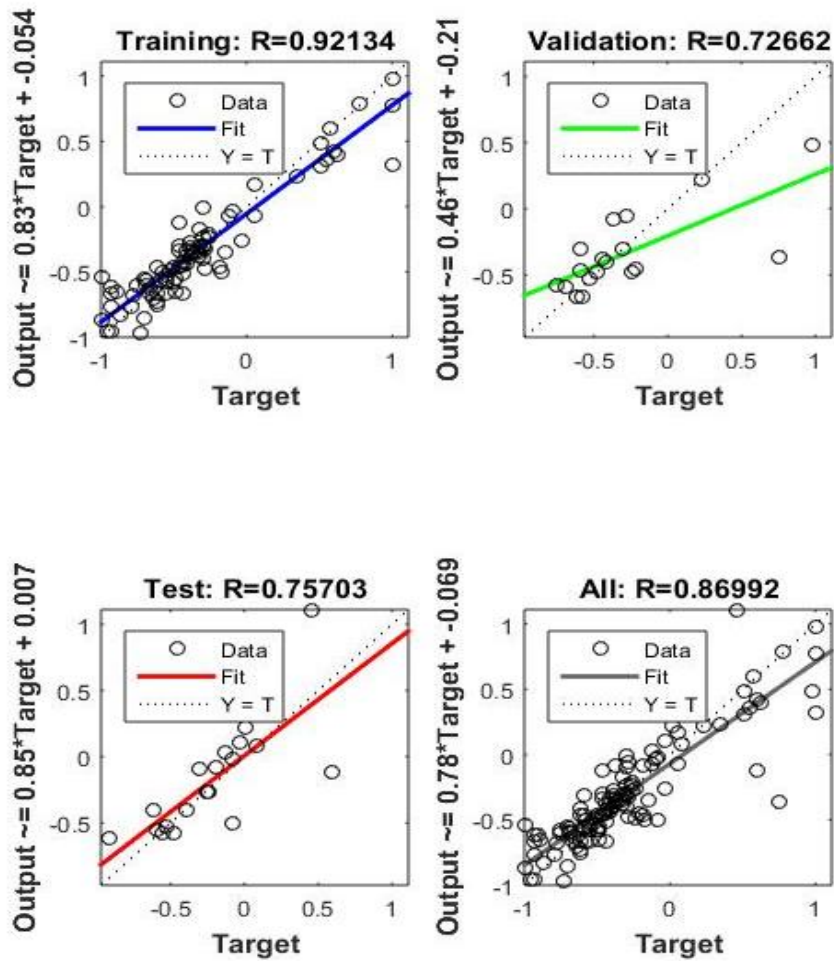 Training: R=0.92134
Output ~= 0.83*Target + -0.054
Data
Fit
Y = T
1
0.5
0
-0.5
-1
-1
0
1
Target
Validation: R=0.72662
Output ~= 0.46*Target + -0.21
Data
Fit
Y = T
1
0.5
0
-0.5
-0.5
0
0.5
1
Target
Test: R=0.75703
Output ~= 0.85*Target + 0.007
Data
Fit
Y = T
1
0.5
0
-0.5
-0.5
0
0.5
1
Target
All: R=0.86992
Output ~= 0.78*Target + -0.069
Data
Fit
Y = T
1
0.5
0
-0.5
-1
-1
0
1
Target